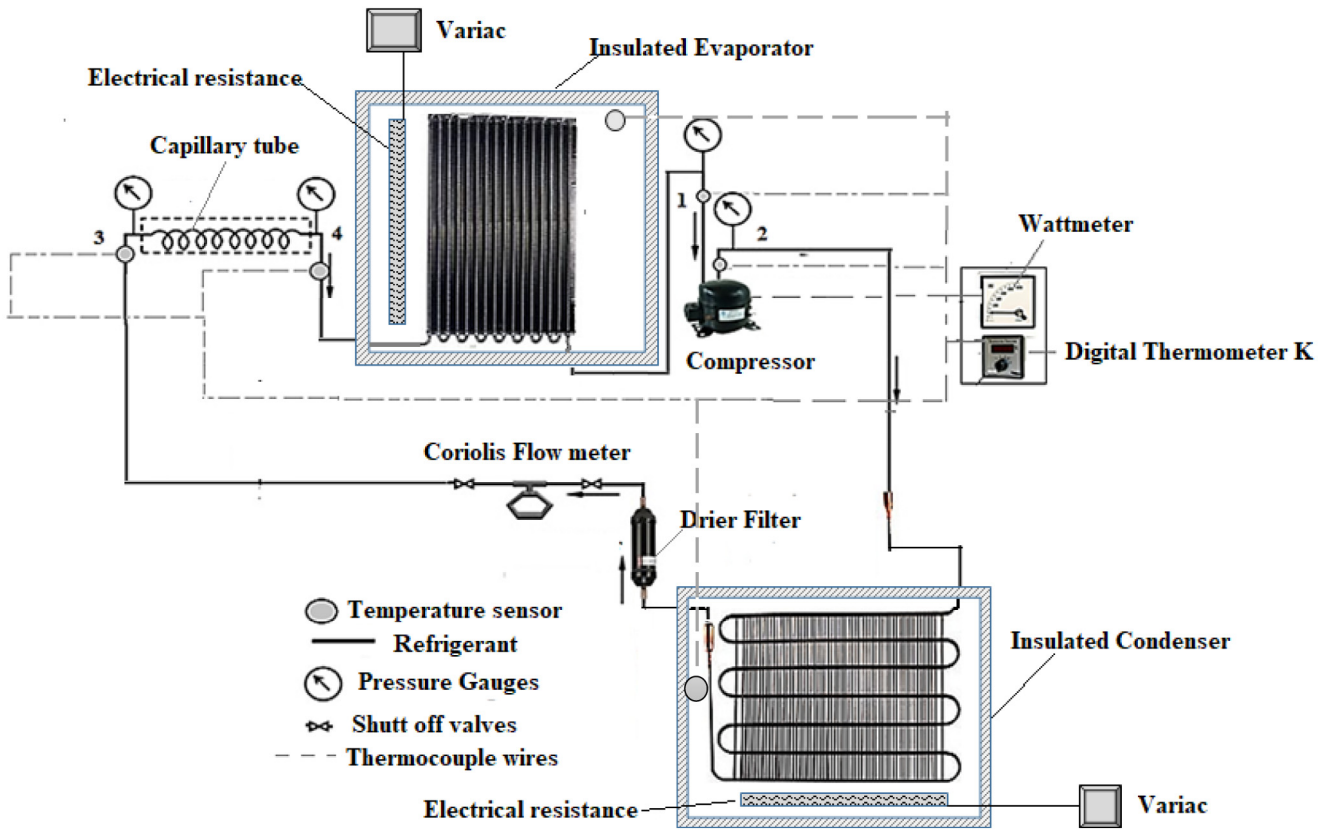 Variac
Insulated Evaporator
Electrical resistance
Capillary tube
1
2
3
4
Wattmeter
Compressor
Digital Thermometer K
Coriolis Flow meter
Drier Filter
Temperature sensor
Refrigerant
Pressure Gauges
Shutt off valves
Thermocouple wires
Insulated Condenser
Electrical resistance
Variac